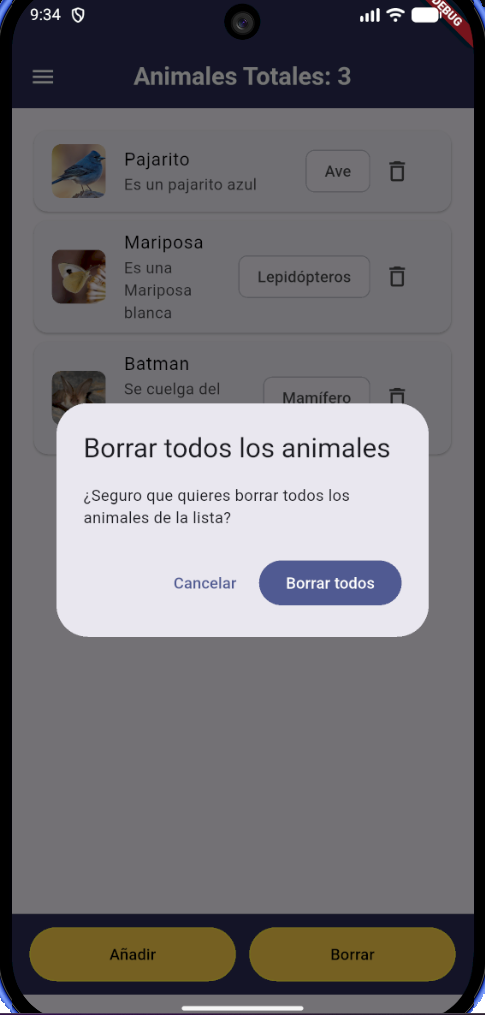 9:34
DEBUG
Animales Totales: 3
Pajarito
Es un pajarito azul
Ave
Mariposa
Es una
Mariposa
blanca
Lepidópteros
Batman
Se cuelga del
Mamífero
Borrar todos los animales
¿Seguro que quieres borrar todos los
animales de la lista?
Cancelar
Borrar todos
Añadir
Borrar